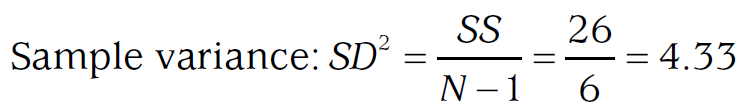 Sample variance: SD² = SS / N – 1 = 26 / 6 = 4.33